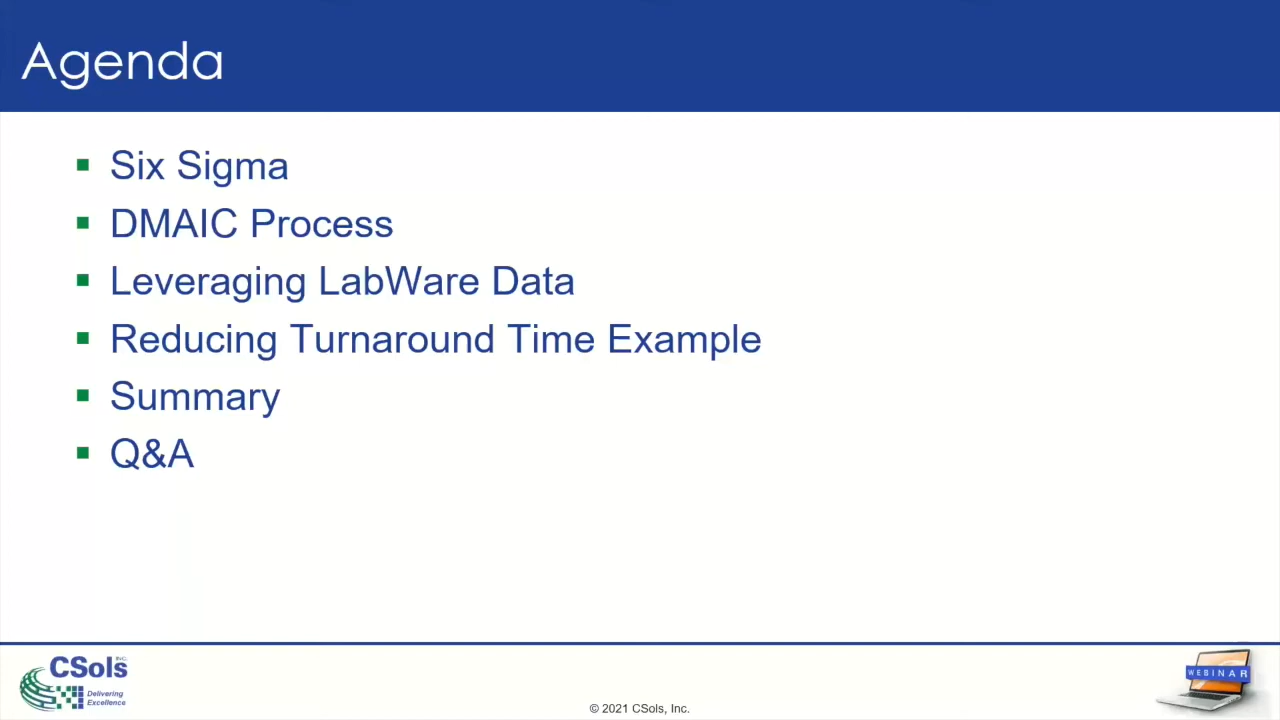 Agenda
Six Sigma
DMAIC Process
Leveraging LabWare Data
Reducing Turnaround Time Example
Summary
Q&A
CSols INC.
Delivering
Excellence
© 2021 CSols, Inc.
WEBINAR